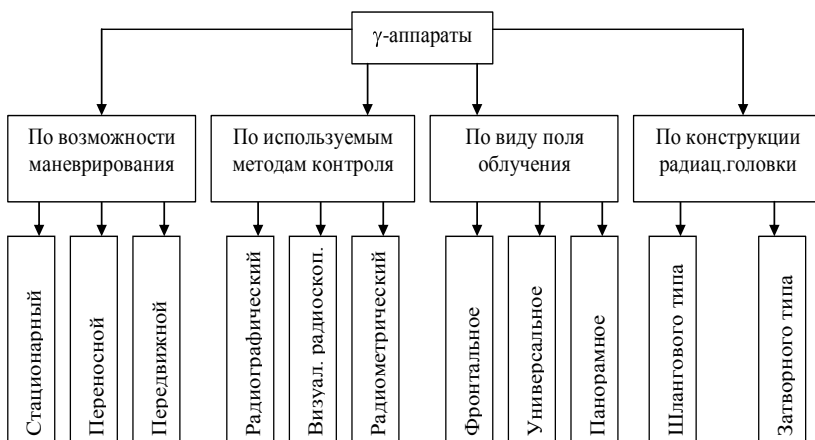 γ-аппараты
По возможности
маневрирования
По используемым
методам контроля
По виду поля
облучения
По конструкции
радиац.головки
Стационарный
Переносной
Передвижной
Радиографический
Визуал. радиоскоп.
Радиометрический
Фронтальное
Универсальное
Панорамное
Шлангового типа
Затворного типа